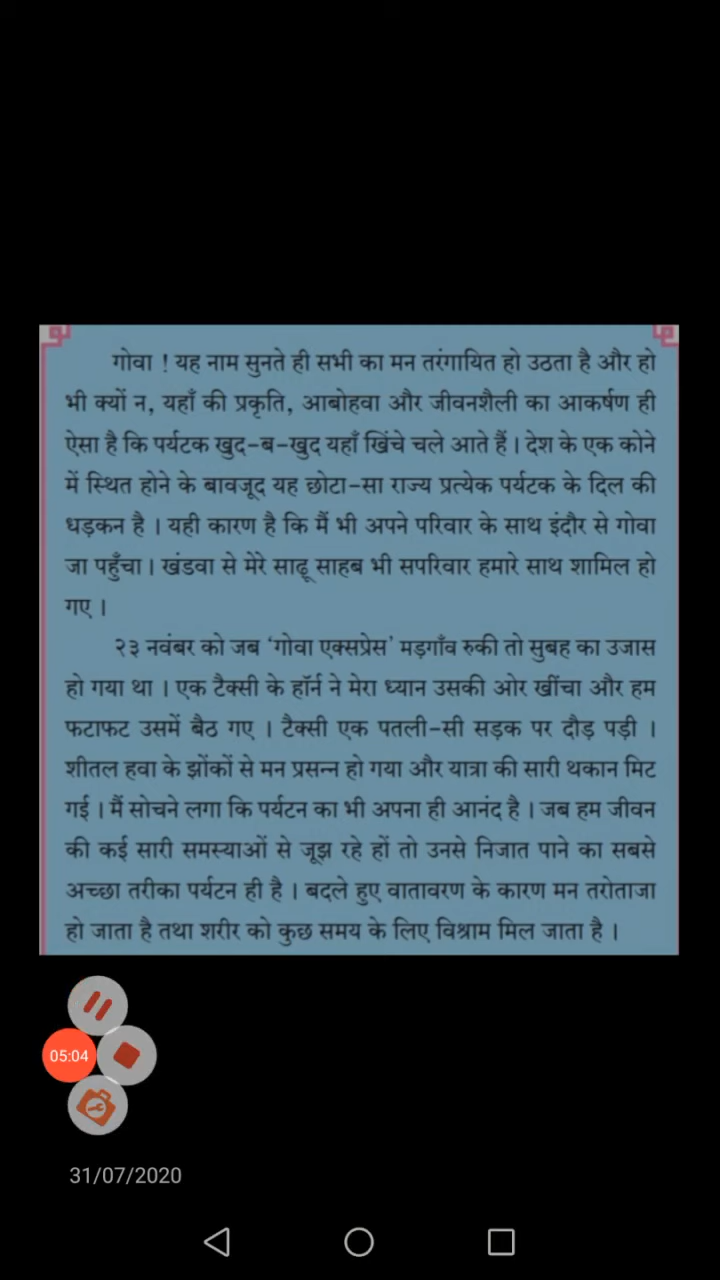 गोवा ! यह नाम सुनते ही सभी का मन तरंगायित हो उठता है और हो
भी क्यों न, यहाँ की प्रकृति, आबोहवा और जीवनशैली का आकर्षण ही
ऐसा है कि पर्यटक खुद-ब-खुद यहाँ खिंचे चले आते हैं । देश के एक कोने
में स्थित होने के बावजूद यह छोटा-सा राज्य प्रत्येक पर्यटक के दिल की
धड़कन है । यही कारण है कि मैं भी अपने परिवार के साथ इंदौर से गोवा
जा पहुँचा । खंडवा से मेरे साढ़ू साहब भी सपरिवार हमारे साथ शामिल हो
गए ।
२३ नवंबर को जब ‘गोवा एक्सप्रेस’ मड़गाँव रुकी तो सुबह का उजास
हो गया था । एक टैक्सी के हॉर्न ने मेरा ध्यान उसकी ओर खींचा और हम
फटाफट उसमें बैठ गए । टैक्सी एक पतली-सी सड़क पर दौड़ पड़ी ।
शीतल हवा के झोंकों से मन प्रसन्न हो गया और यात्रा की सारी थकान मिट
गई । मैं सोचने लगा कि पर्यटन का भी अपना ही आनंद है । जब हम जीवन
की कई सारी समस्याओं से जूझ रहे हों तो उनसे निजात पाने का सबसे
अच्छा तरीका पर्यटन ही है । बदले हुए वातावरण के कारण मन तरोताजा
हो जाता है तथा शरीर को कुछ समय के लिए विश्राम मिल जाता है ।
05:04
31/07/2020